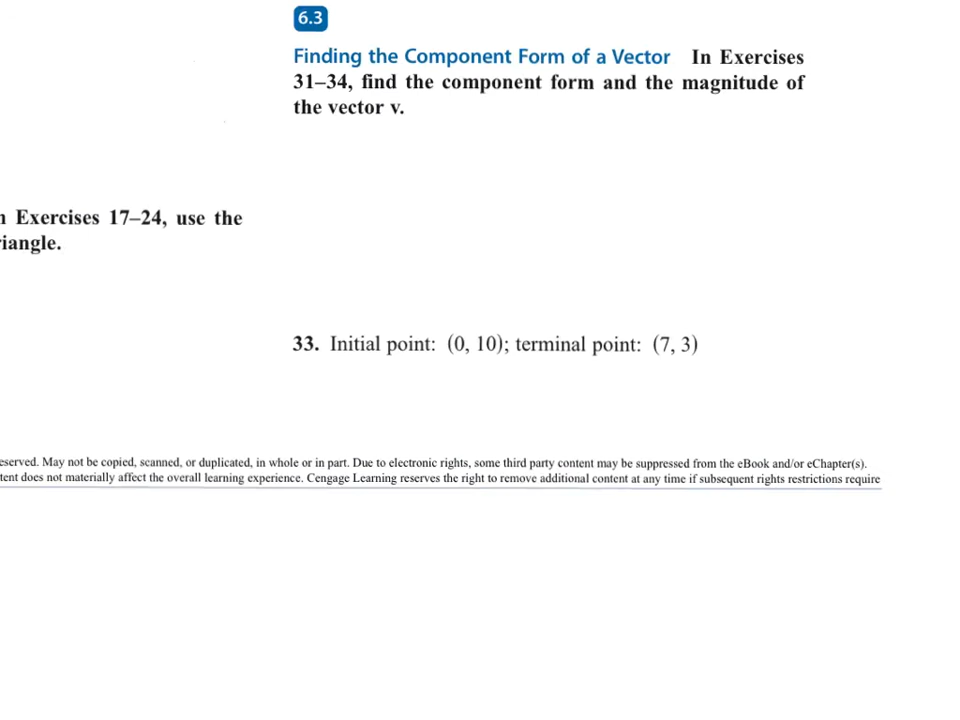 6.3
Finding the Component Form of a Vector In Exercises
31–34, find the component form and the magnitude of
the vector v.
Exercises 17–24, use the
33. Initial point: (0, 10); terminal point: (7, 3)
May not be copied, scanned, or duplicated, in whole or in part. Due to electronic rights, some third party content may be suppressed from the eBook and/or eChapter(s).
does not materially affect the overall learning experience. Cengage Learning reserves the right to remove additional content at any time if subsequent rights restrictions require